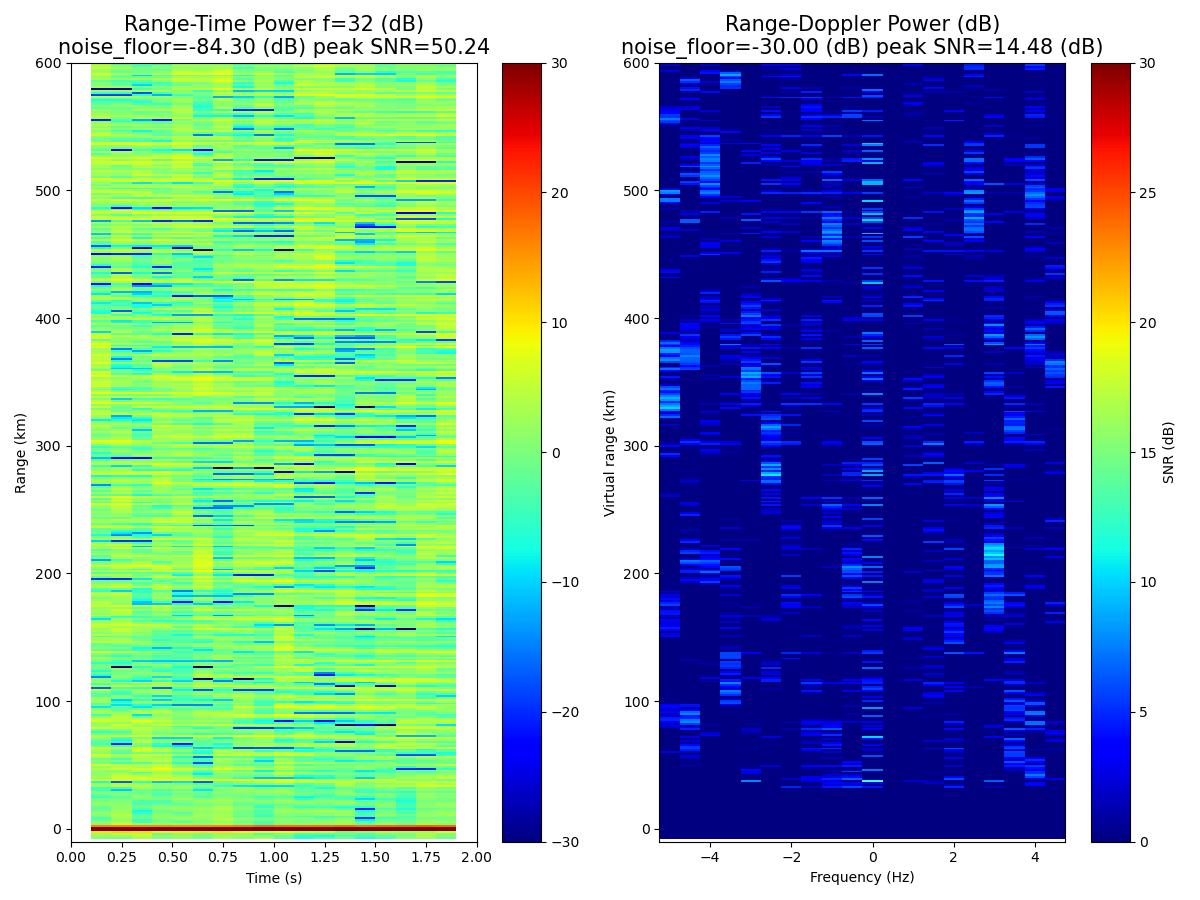 Range-Time Power f=32 (dB)
noise_floor=-84.30 (dB) peak SNR=50.24
600
500
400
300
200
100
0
Range (km)
0.00 0.25 0.50 0.75 1.00 1.25 1.50 1.75 2.00
Time (s)
30
20
10
0
−10
−20
−30
Range-Doppler Power (dB)
noise_floor=-30.00 (dB) peak SNR=14.48 (dB)
600
500
400
300
200
100
0
Virtual range (km)
−4 −2 0 2 4
Frequency (Hz)
30
25
20
15
10
5
0
SNR (dB)